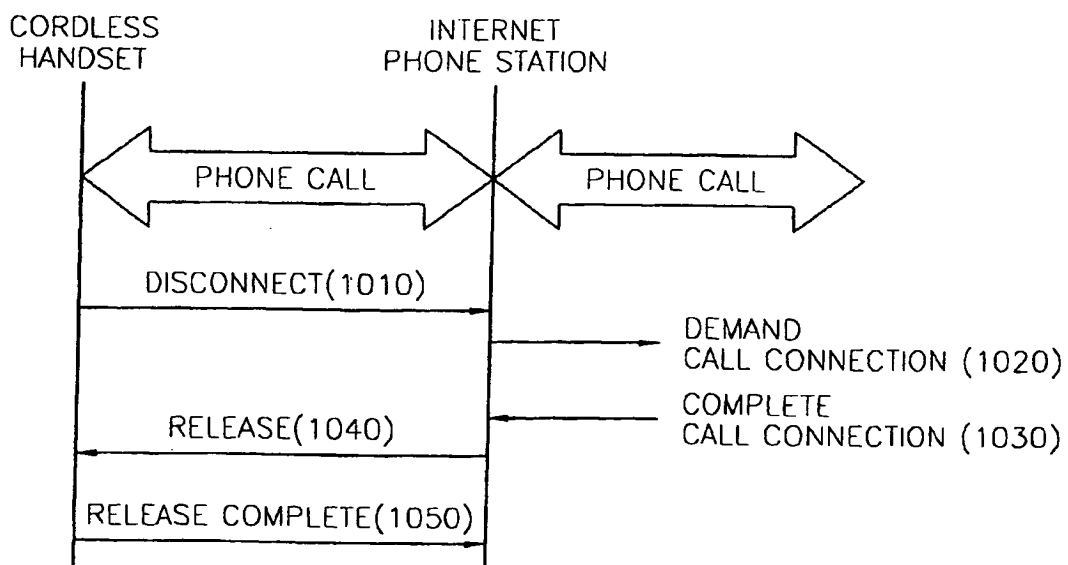 CORDLESS
HANDSET
INTERNET
PHONE STATION
PHONE CALL
PHONE CALL
DISCONNECT(1010)
DEMAND
CALL CONNECTION (1020)
COMPLETE
CALL CONNECTION (1030)
RELEASE(1040)
RELEASE COMPLETE(1050)